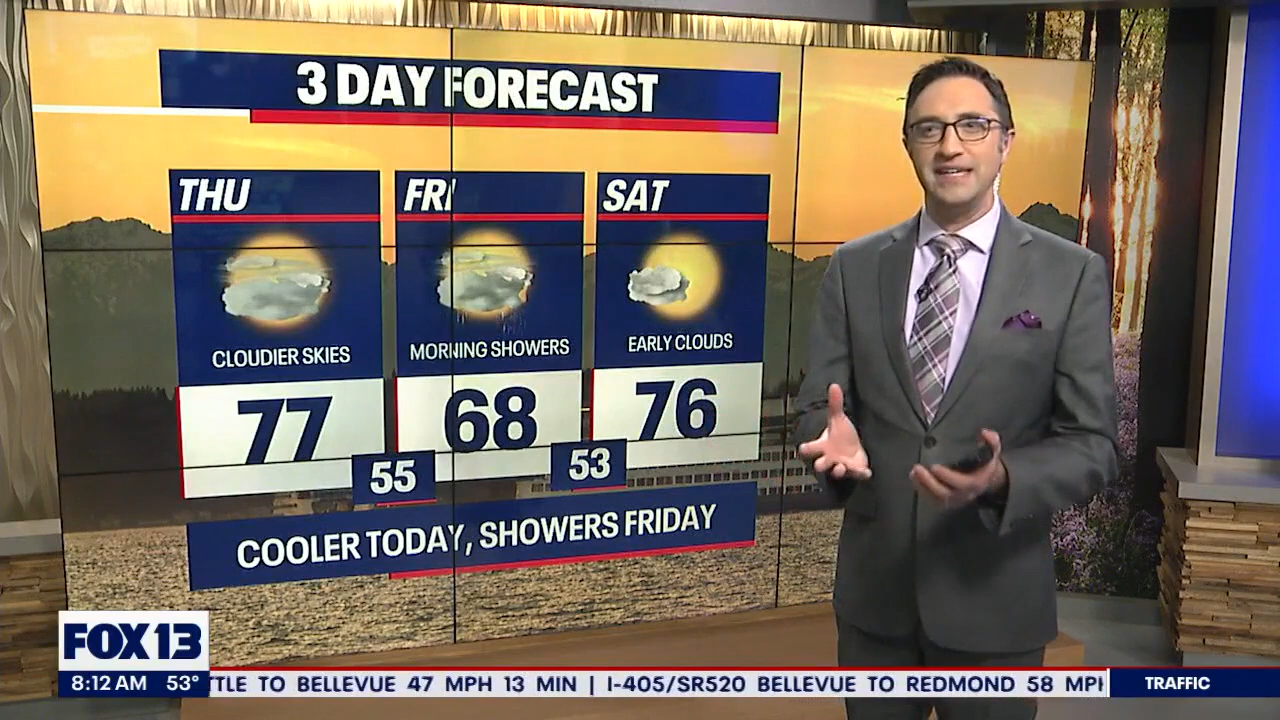 3 DAY FORECAST
THU
FRI
SAT
CLOUDIER SKIES
MORNING SHOWERS
EARLY CLOUDS
77
68
76
55
53
COOLER TODAY, SHOWERS FRIDAY
FOX 13
8:12 AM 53°
TTLE TO BELLEVUE 47 MPH 13 MIN | I-405/SR520 BELLEVUE TO REDMOND 58 MPH
TRAFFIC